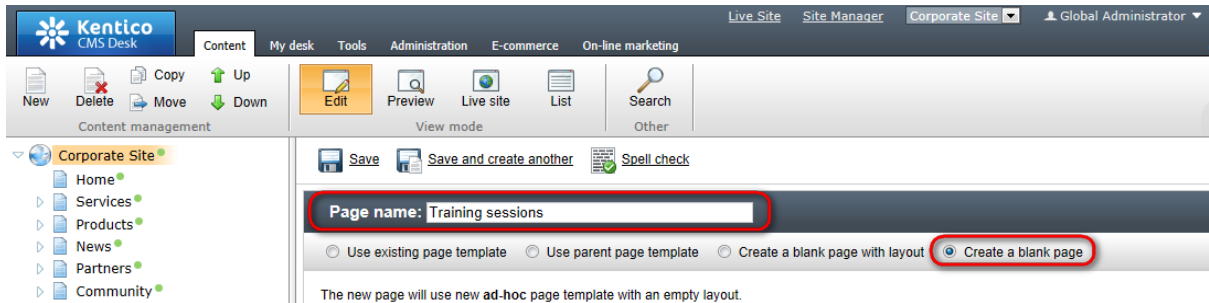 Live Site Site Manager Corporate Site Global Administrator
Kentico
CMS Desk
Content My desk Tools Administration E-commerce On-line marketing
New Delete Copy Move Up Down
Content management
Edit Preview Live site List
View mode
Search
Other
Corporate Site
Home
Services
Products
News
Partners
Community
Save Save and create another Spell check
Page name: Training sessions
Use existing page template Use parent page template Create a blank page with layout Create a blank page
The new page will use new ad-hoc page template with an empty layout.